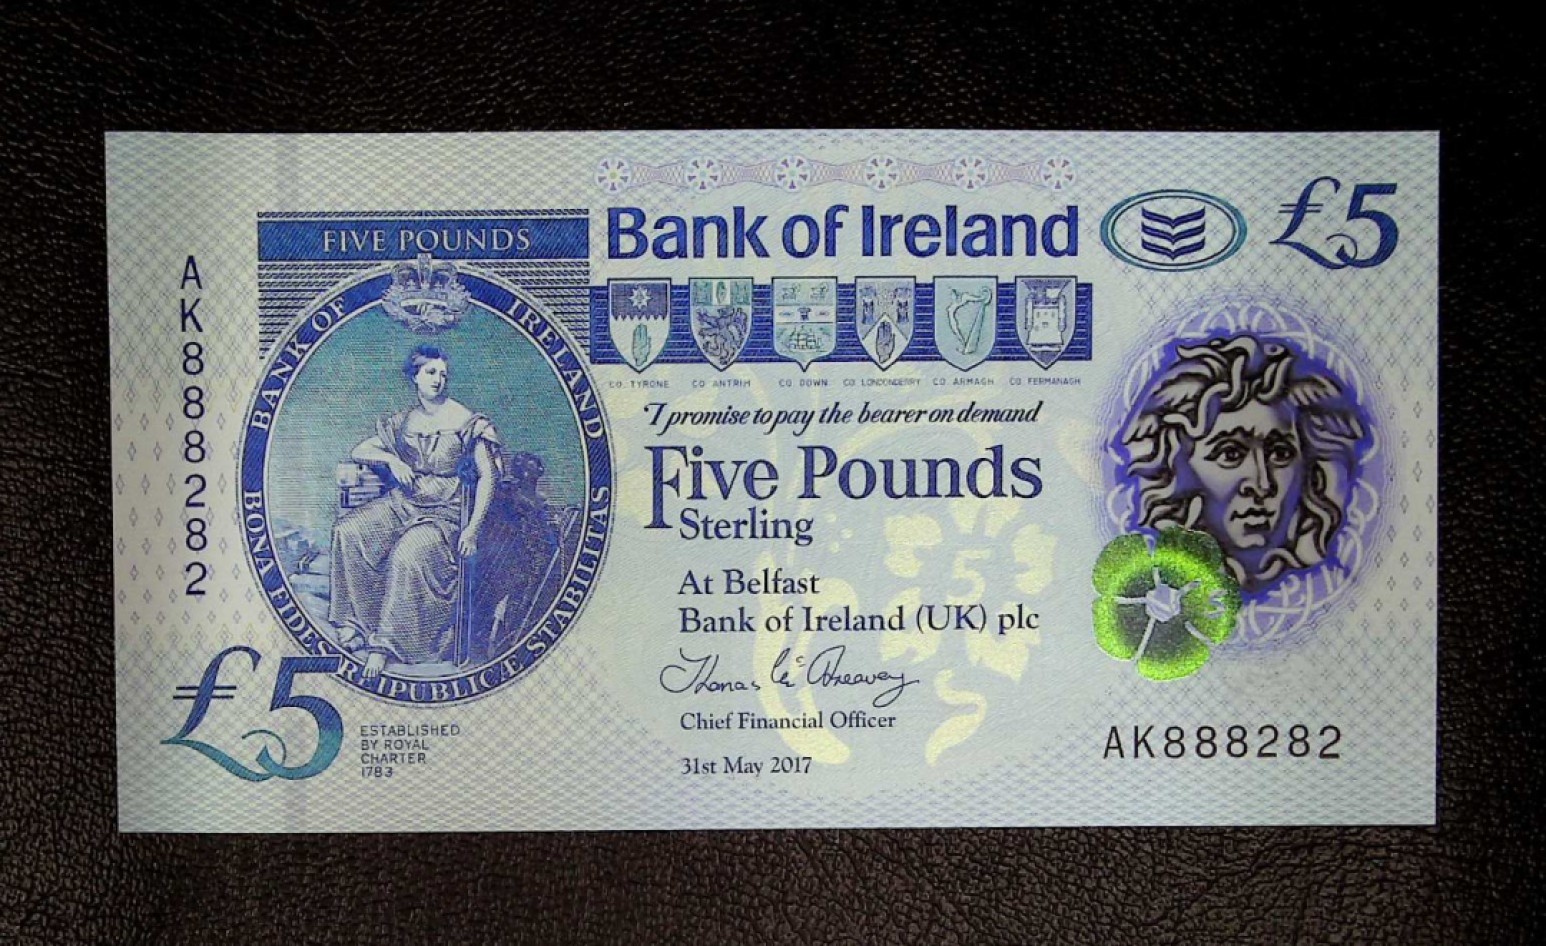 FIVE POUNDS
Bank of Ireland
£5
AK888282
BANK OF IRELAND
BONA FIDES REIPUBLICÆ STABILITAS
CO. TYRONE CO. ANTRIM CO. DOWN CO. LONDONDERRY CO. ARMAGH CO. FERMANAGH
I promise to pay the bearer on demand
Five Pounds
Sterling
5
At Belfast
Bank of Ireland (UK) plc
£5
Chief Financial Officer
ESTABLISHED
BY ROYAL
CHARTER
1783
31st May 2017
AK888282